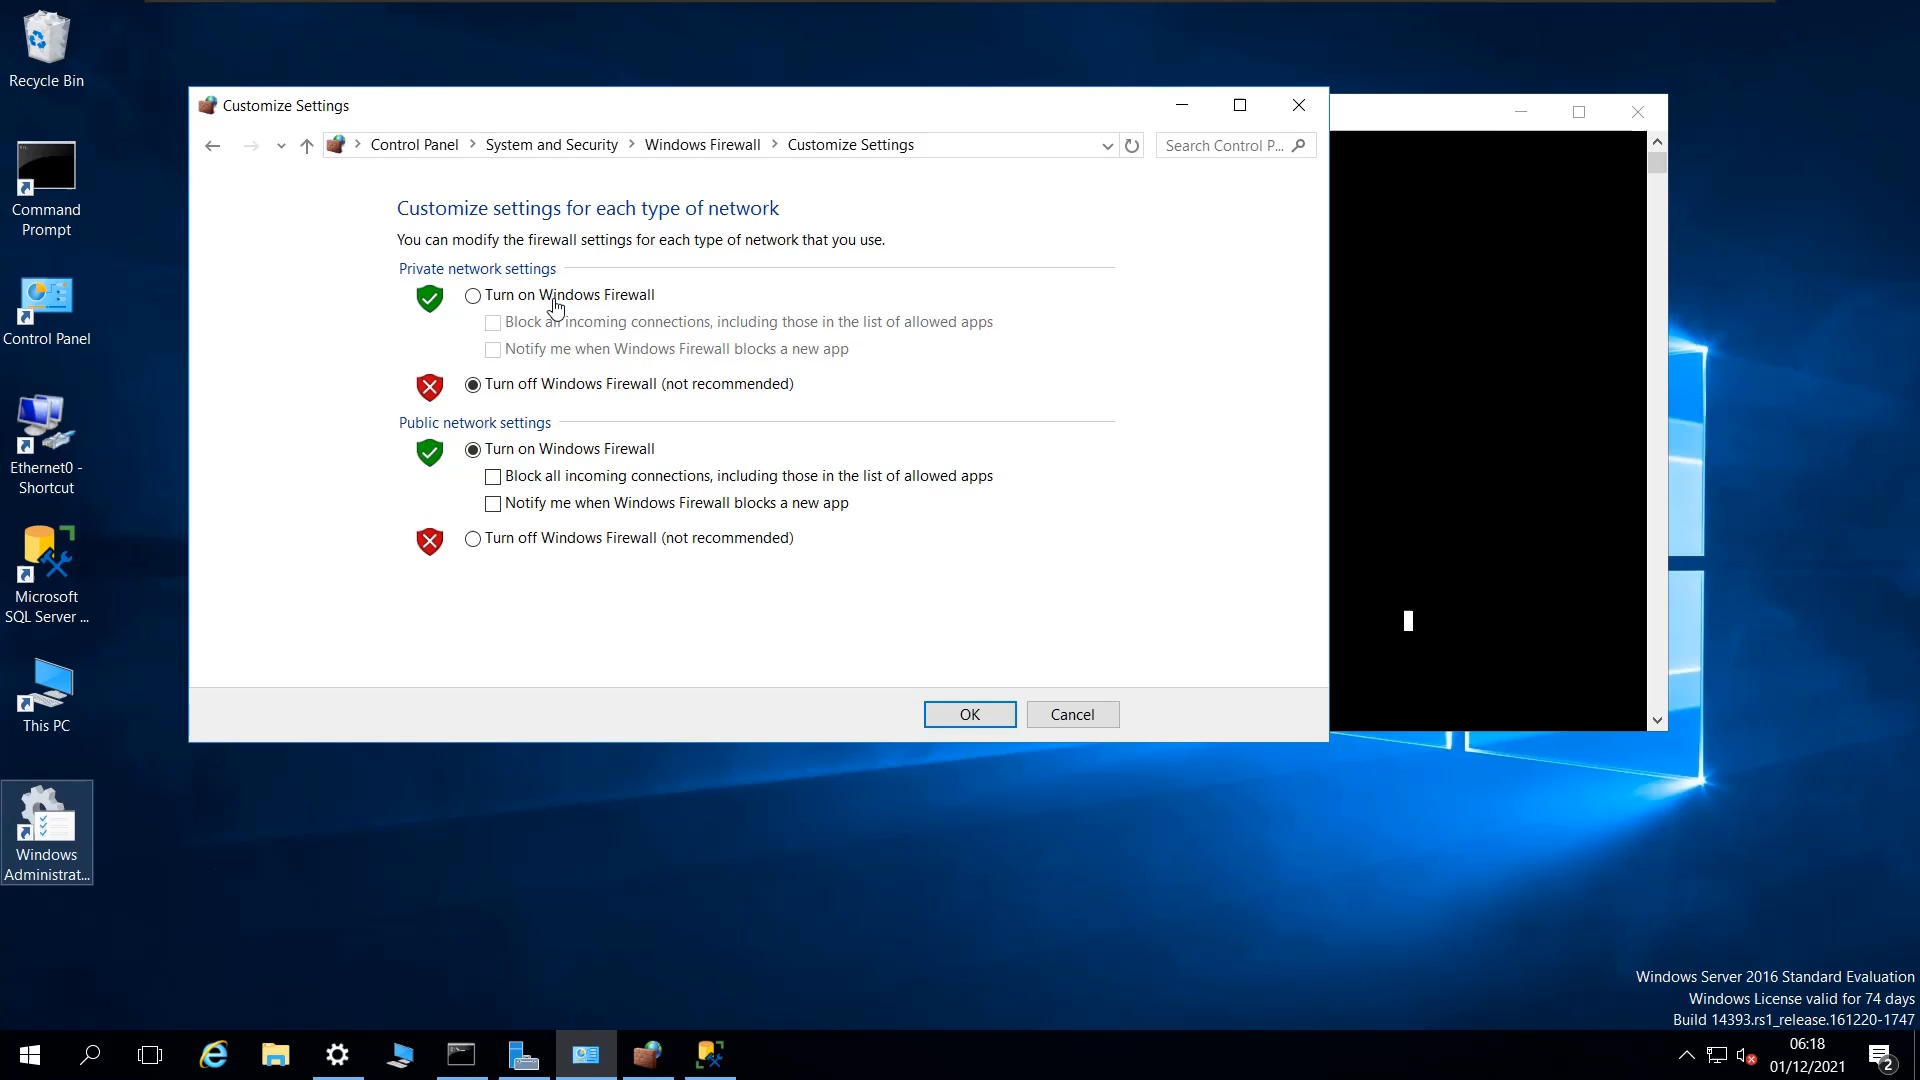 Recycle Bin
Command
Prompt
Control Panel
Ethernet0 -
Shortcut
Microsoft
SQL Server ...
This PC
Windows
Administrat...
Customize Settings
Control Panel > System and Security > Windows Firewall > Customize Settings
Search Control P...
Customize settings for each type of network
You can modify the firewall settings for each type of network that you use.
Private network settings
Turn on Windows Firewall
Block all incoming connections, including those in the list of allowed apps
Notify me when Windows Firewall blocks a new app
Turn off Windows Firewall (not recommended)
Public network settings
Turn on Windows Firewall
Block all incoming connections, including those in the list of allowed apps
Notify me when Windows Firewall blocks a new app
Turn off Windows Firewall (not recommended)
OK
Cancel
Windows Server 2016 Standard Evaluation
Windows License valid for 74 days
Build 14393.rs1_release.161220-1747
06:18
01/12/2021
2